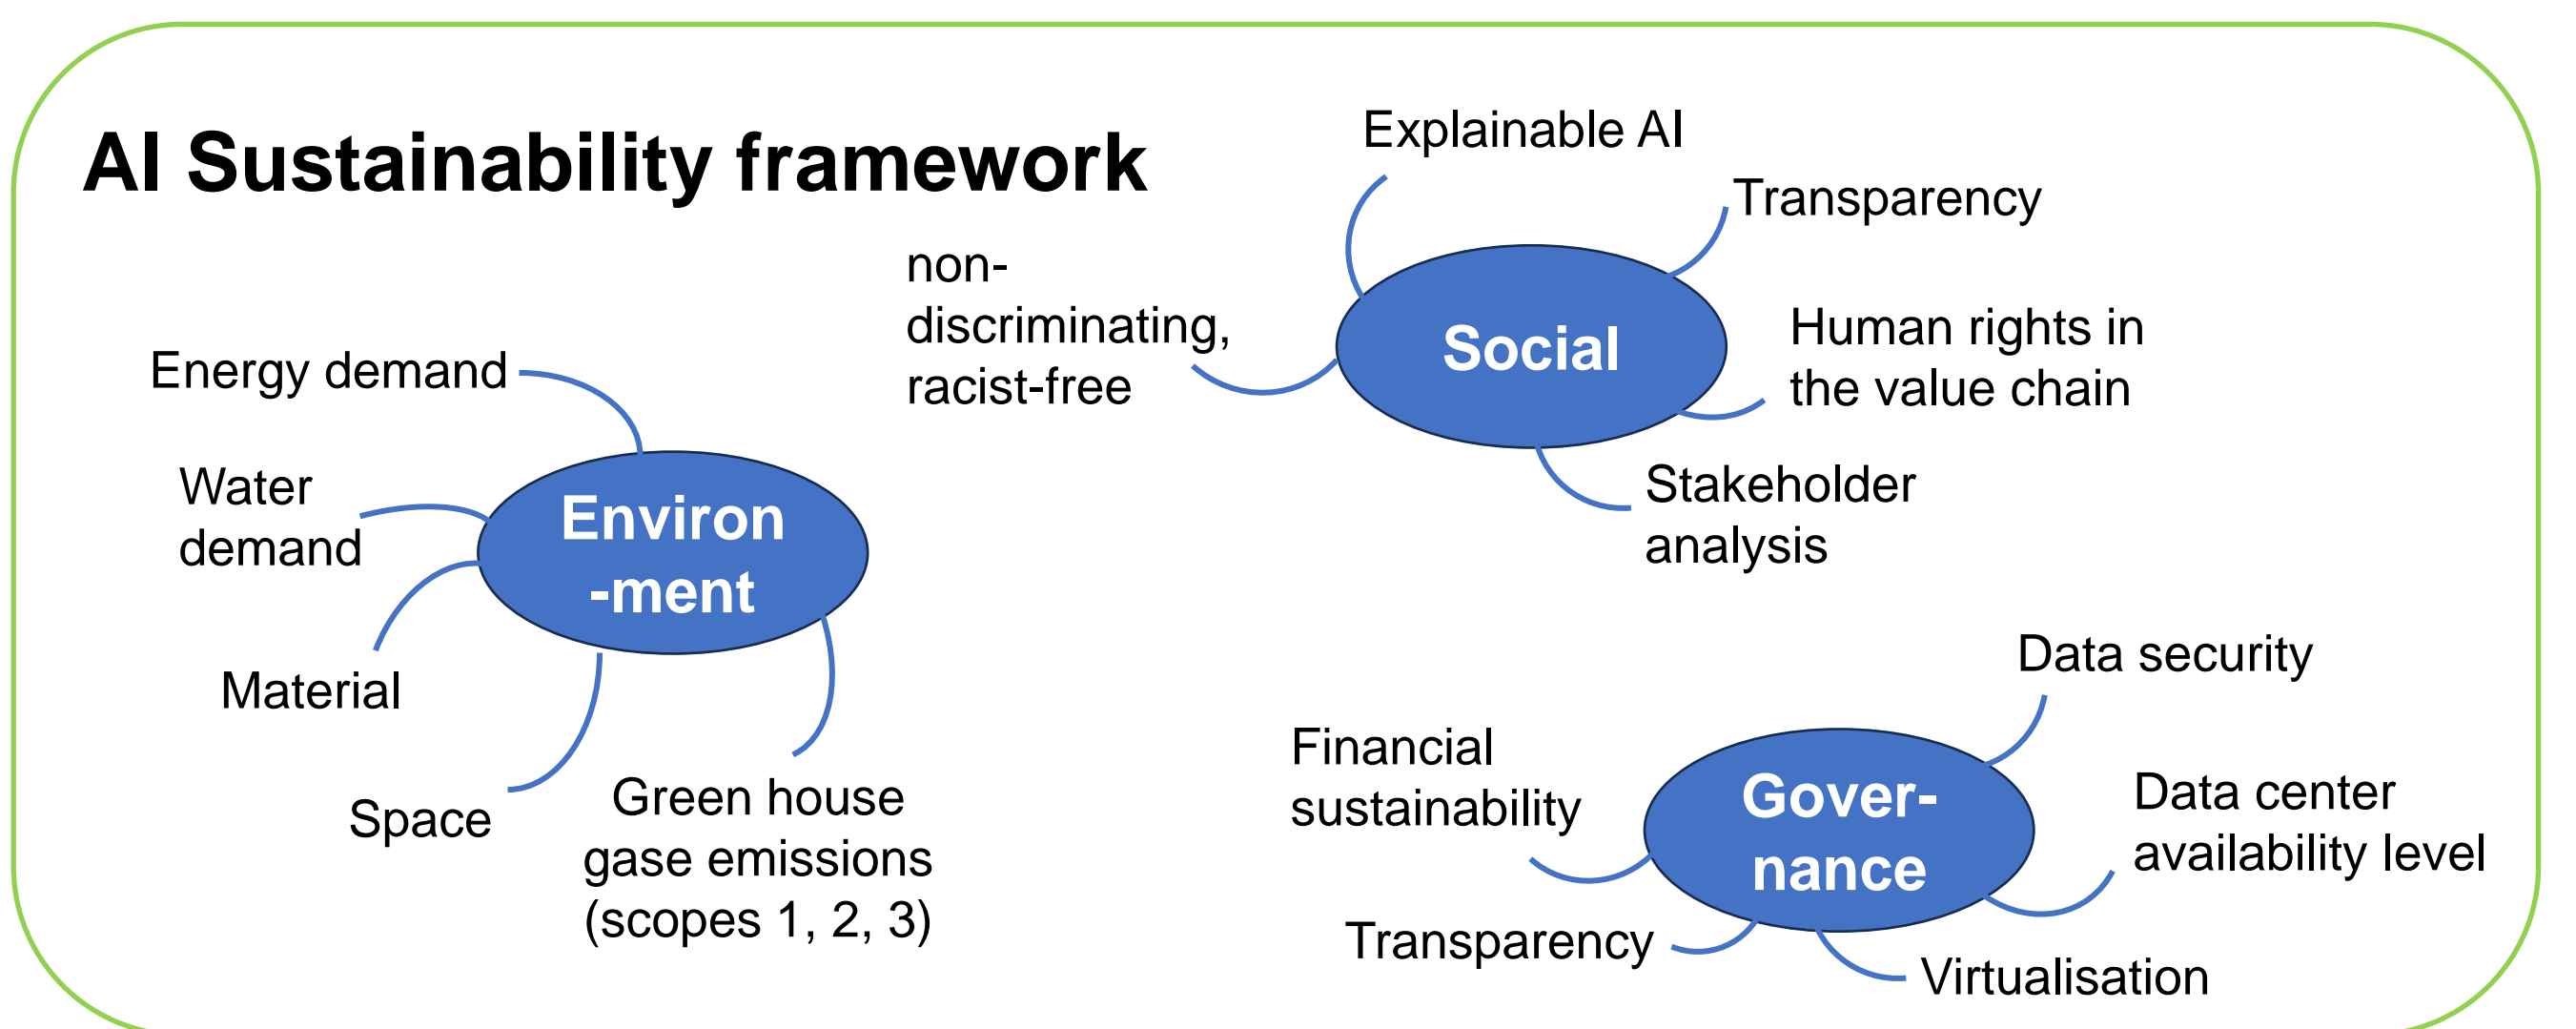 AI Sustainability framework
Explainable AI
Transparency
non-
discriminating,
racist-free
Social
Human rights in
the value chain
Stakeholder
analysis
Energy demand
Water
demand
Environ
-ment
Material
Space
Green house
gase emissions
(scopes 1, 2, 3)
Data security
Financial
sustainability
Gover-
nance
Data center
availability level
Transparency
Virtualisation